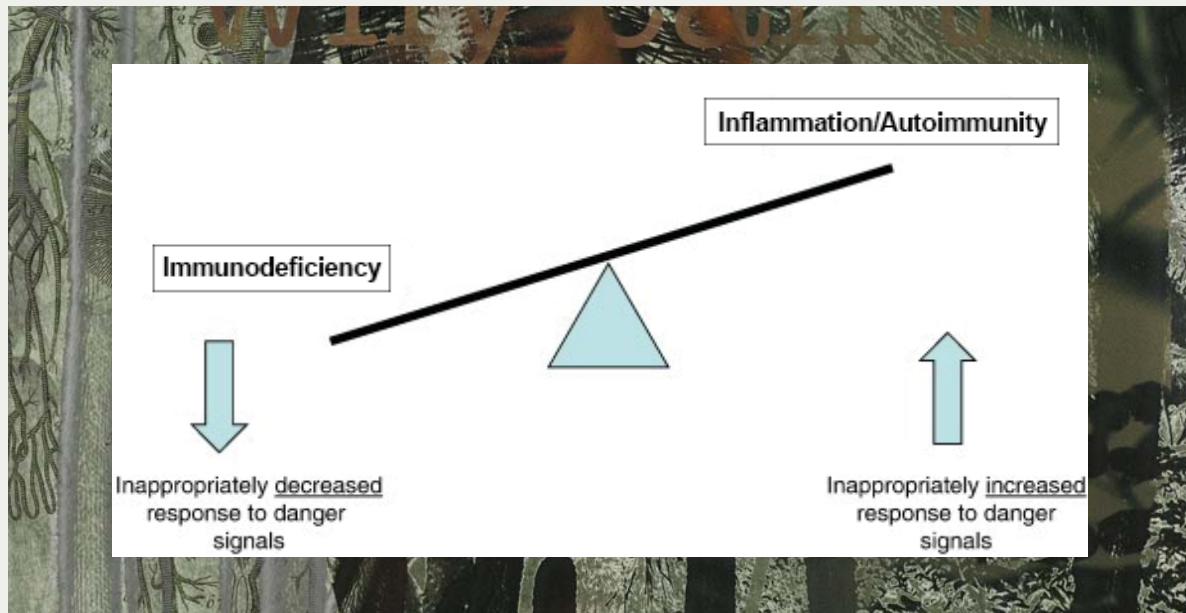 Inflammation/Autoimmunity
Immunodeficiency
Inappropriately decreased
response to danger
signals
Inappropriately increased
response to danger
signals